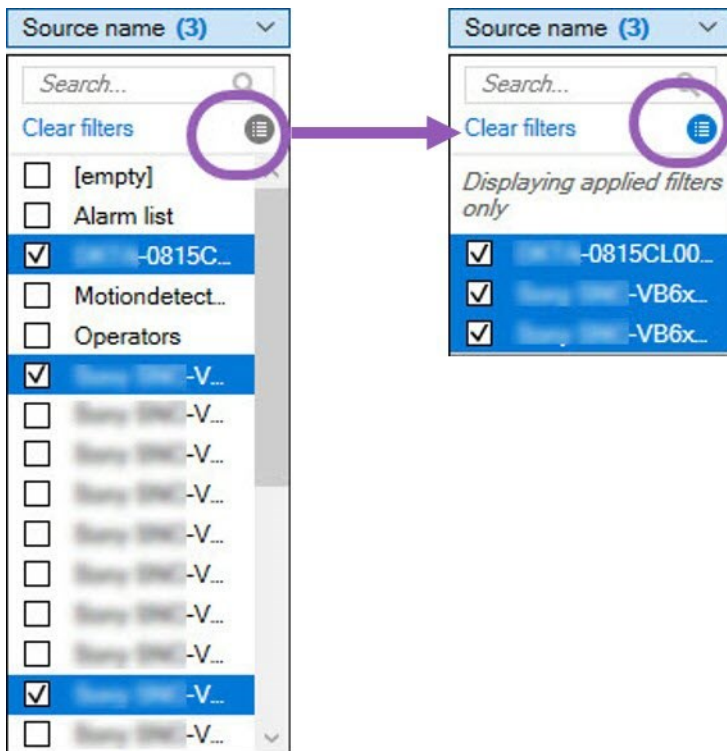 Source name (3)
Search...
Clear filters
[empty]
Alarm list
-0815C...
Motiondetect...
Operators
-V...
-V...
-V...
-V...
-V...
-V...
-V...
-V...
-V...
-V...
Source name (3)
Search...
Clear filters
Displaying applied filters
only
-0815CL00...
-VB6x...
-VB6x...